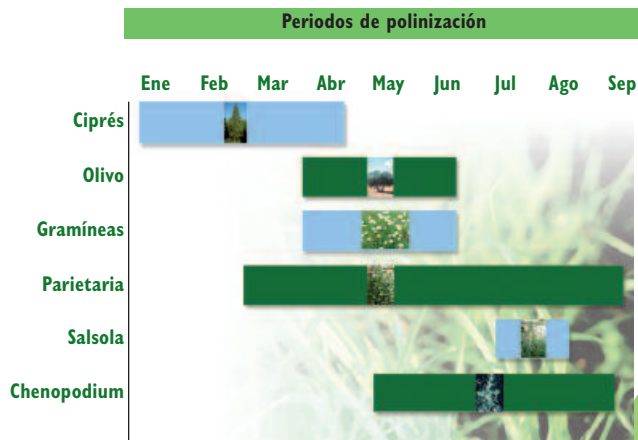 Periodos de polinización
Ene Feb Mar Abr May Jun Jul Ago Sep
Ciprés
Olivo
Gramíneas
Parietaria
Salsola
Chenopodium